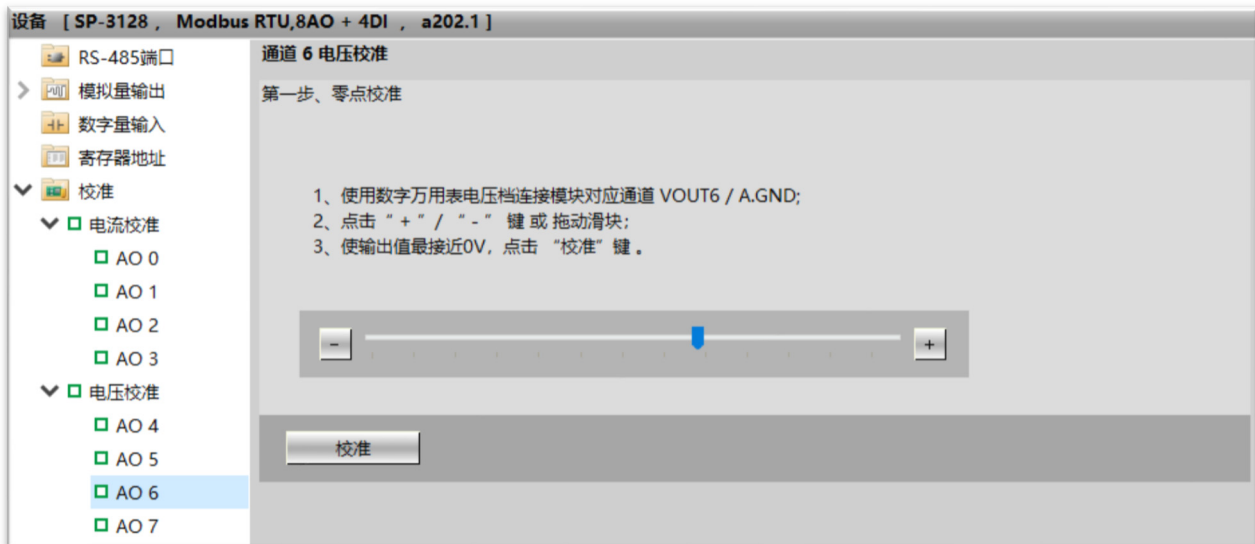 设备 [ SP-3128 , Modbus RTU,8AO + 4DI , a202.1 ]
RS-485端口
模拟量输出
数字量输入
寄存器地址
校准
电流校准
AO 0
AO 1
AO 2
AO 3
电压校准
AO 4
AO 5
AO 6
AO 7
通道 6 电压校准
第一步、零点校准
1、使用数字万用表电压档连接模块对应通道 VOUT6 / A.GND;
2、点击“ + ” / “ - ” 键 或 拖动滑块;
3、使输出值最接近0V，点击 “校准”键 。
-
+
校准